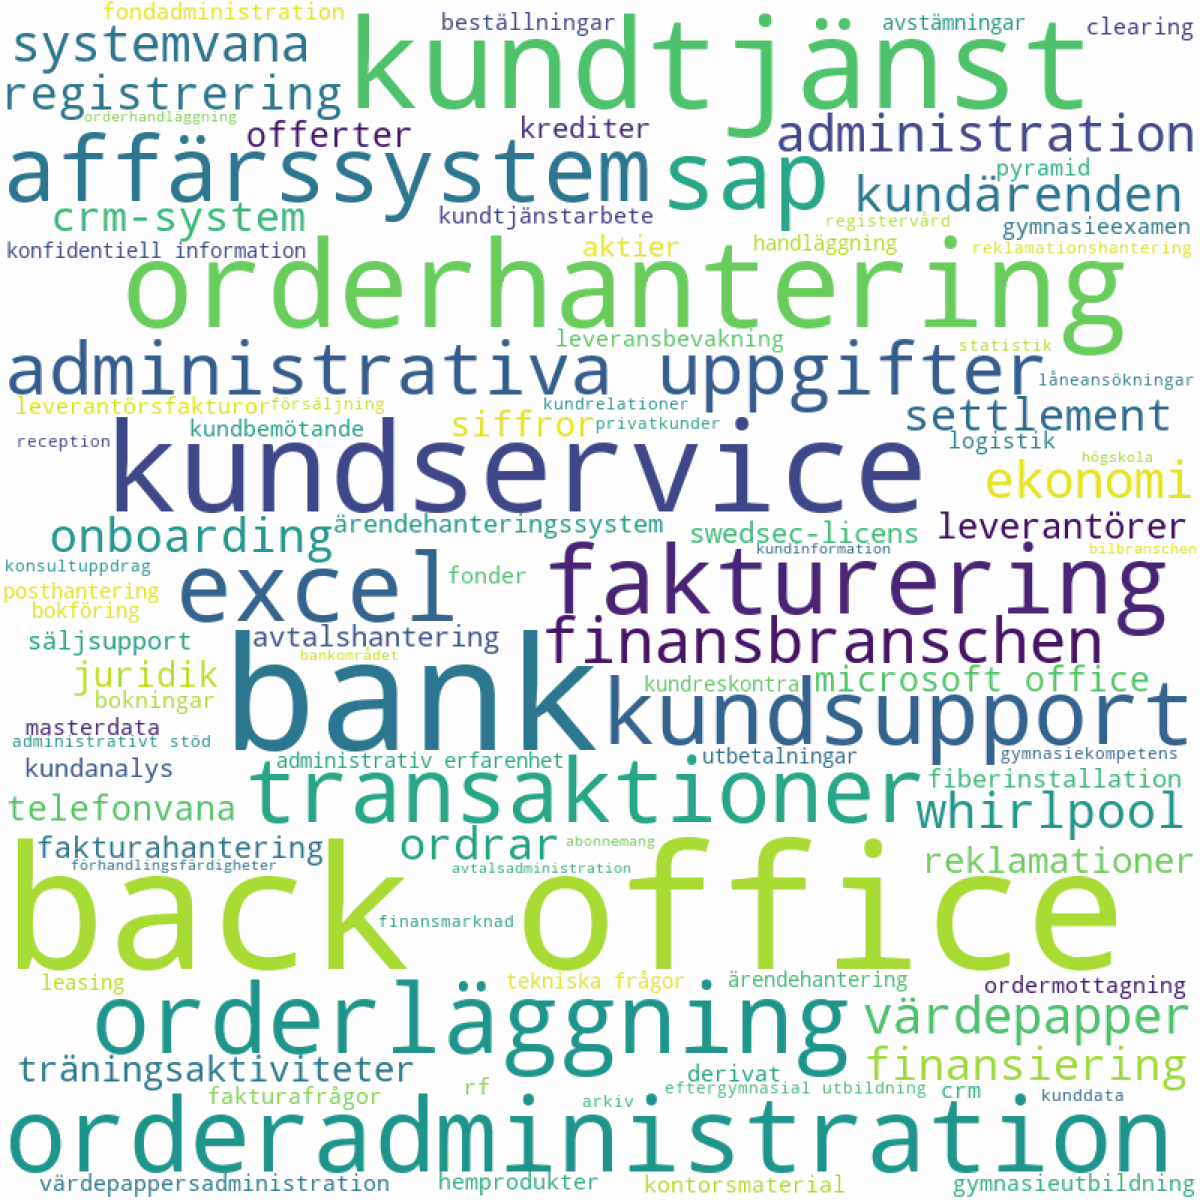 fondadministration
beställningar
avstämningar
clearing
systemvana
kundtjänst
registrering
orderhandläggning
offerter
krediter
administration
affärssystem
sap
pyramid
kundärenden
crm-system
kundtjänstarbete
registervård
gymnasieexamen
konfidentiell information
aktier
handläggning
reklamationshantering
orderhantering
leveransbevakning
statistik
administrativa uppgifter
låneansökningar
leverantörsfakturor
försäljning
kundrelationer
settlement
kundbemötande
siffror
privatkunder
reception
logistik
kundservice
högskola
ekonomi
onboarding
ärendehanteringssystem
swedsec-licens
leverantörer
kundinformation
bilbranschen
konsultuppdrag
excel
fonder
fakturering
posthantering
bokföring
säljsupport
avtalshantering
finansbranschen
bankområdet
juridik
bank
kundreskontra
microsoft office
bokningar
kundsupport
masterdata
administrativt stöd
administrativ erfarenhet
utbetalningar
gymnasiekompetens
kundanalys
transaktioner
fiberinstallation
telefonvana
whirlpool
fakturahantering
ordrar
abonnemang
förhandlingsfärdigheter
avtalsadministration
reklamationer
back office
finansmarknad
leasing
tekniska frågor
ärendehantering
ordermottagning
orderläggning
värdepapper
träningsaktiviteter
derivat
finansiering
fakturafrågor
rf
eftergymnasial utbildning
crm
arkiv
kunddata
orderadministration
värdepappersadministration
hemprodukter
kontorsmaterial
gymnasieutbildning